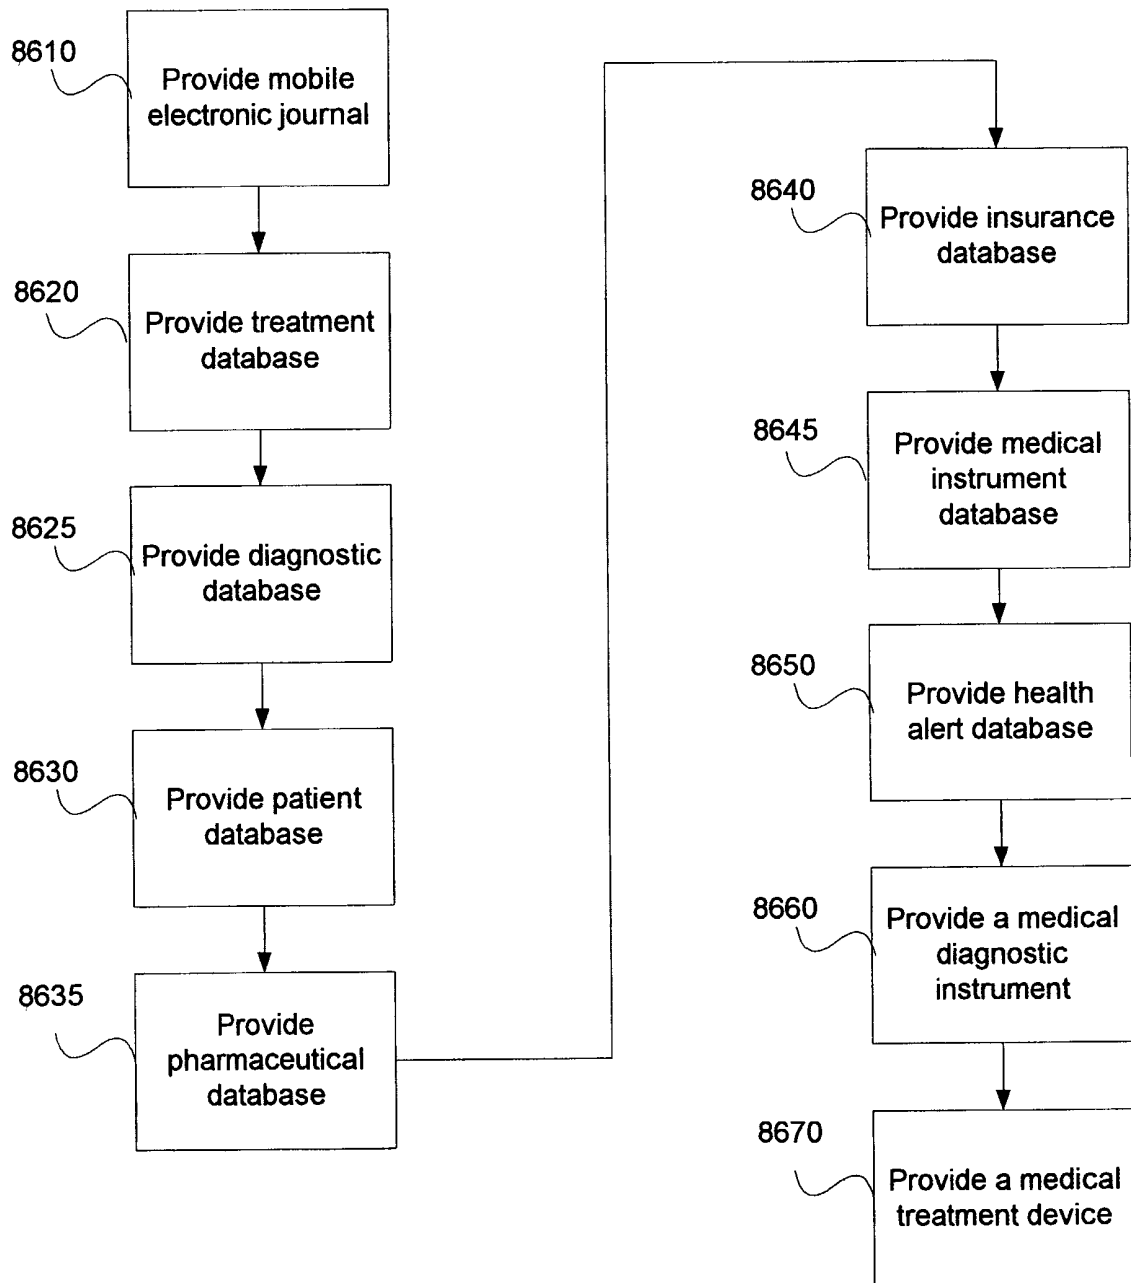 8610
Provide mobile
electronic journal
8620
Provide treatment
database
8625
Provide diagnostic
database
8630
Provide patient
database
8635
Provide
pharmaceutical
database
8640
Provide insurance
database
8645
Provide medical
instrument
database
8650
Provide health
alert database
8660
Provide a medical
diagnostic
instrument
8670
Provide a medical
treatment device